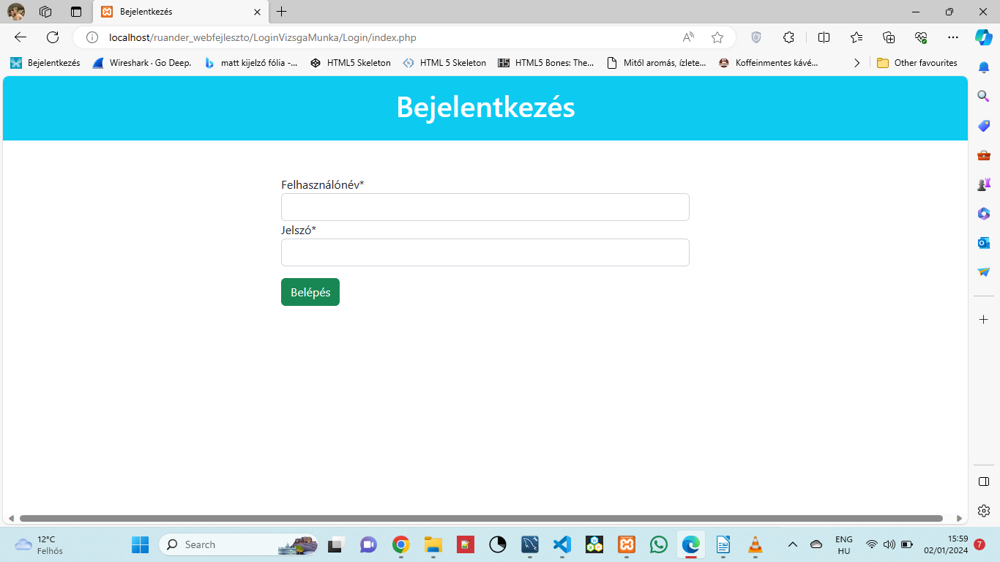 Bejelentkezés
localhost/ruander_webfejleszto/LoginVizsgaMunka/Login/index.php
Bejelentkezés
Wireshark · Go Deep.
matt kijelző fólia -...
HTML5 Skeleton
HTML 5 Skeleton
H5
HTML5 Bones: The...
Mitől aromás, ízlete...
Koffeinmentes kávé...
Other favourites
Bejelentkezés
Felhasználónév*
Jelszó*
Belépés
12°C
Felhós
Search
ENG
HU
15:59
02/01/2024
7